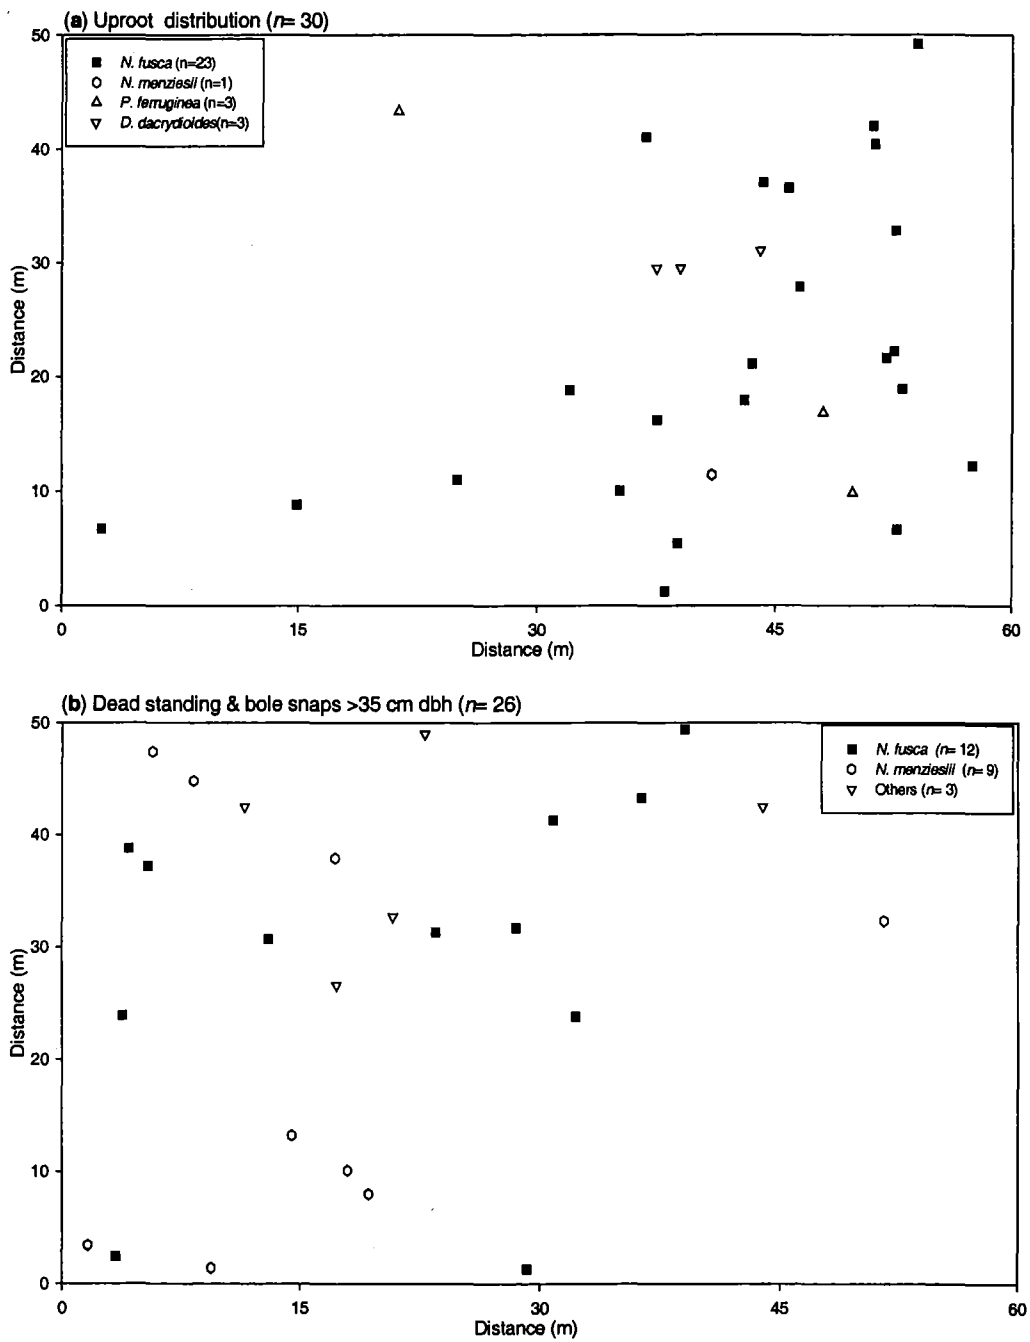 (a) Uproot distribution (n= 30)
50
N. fusca (n=23)
N. menziesii (n=1)
P. ferruginea (n=3)
D. dacrydioides(n=3)
40
30
20
10
0
Distance (m)
0 15 30 45 60
Distance (m)
(b) Dead standing & bole snaps >35 cm dbh (n= 26)
50
N. fusca (n= 12)
N. menziesiii (n= 9)
Others (n= 3)
40
30
20
10
0
Distance (m)
0 15 30 45 60
Distance (m)